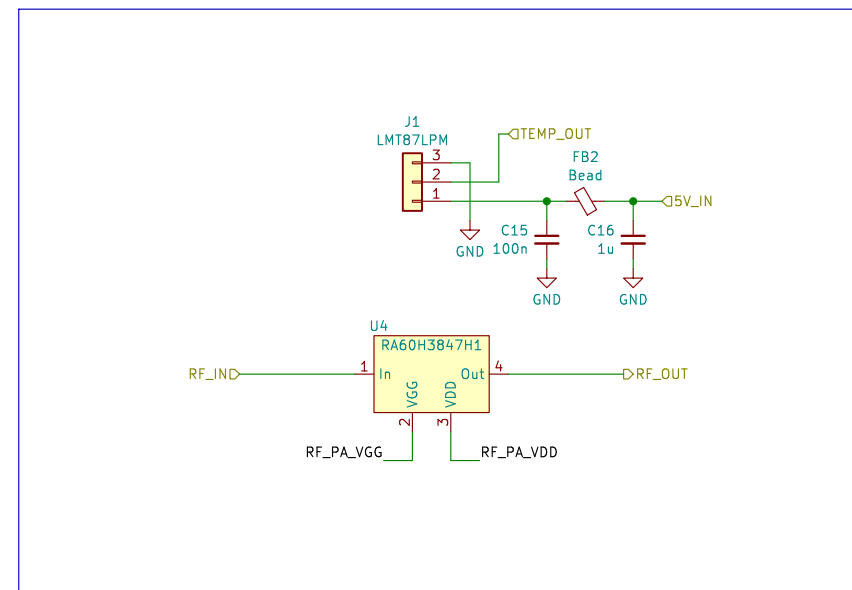 J1
LMT87LPM
3
2
1
TEMP_OUT
FB2
Bead
5V_IN
C15
100n
C16
1u
GND
GND
GND
U4
RA60H3847H1
RF_IN
1
In
Out
4
RF_OUT
VGG
VDD
2
3
RF_PA_VGG
RF_PA_VDD